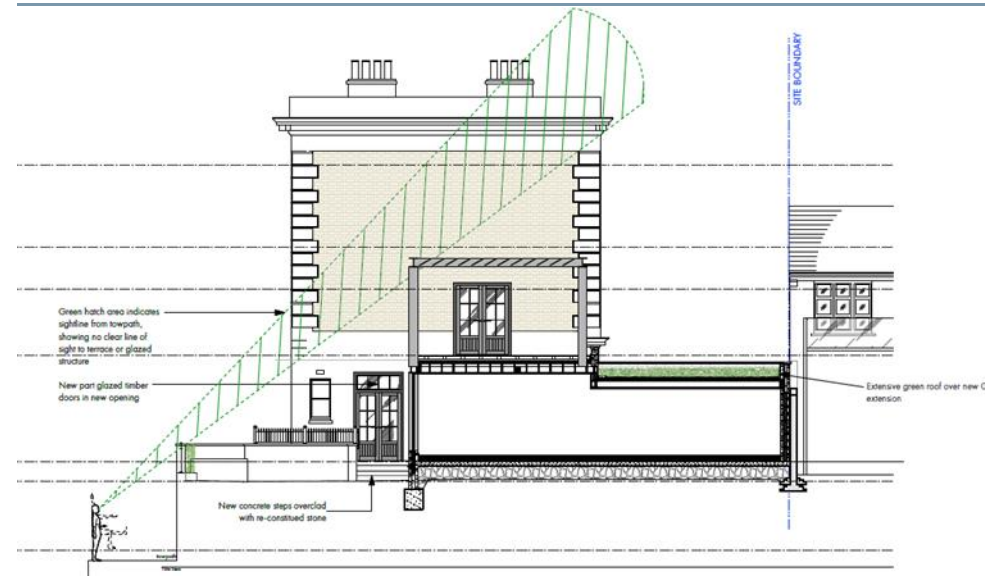 SITE BOUNDARY
Green hatch area indicates
sightline from towpath,
showing no clear line of
sight to terrace or glazed
structure
New part glazed timber
doors in new opening
Extensive green roof over new G
extension
New concrete steps overclad
with re-constitued stone